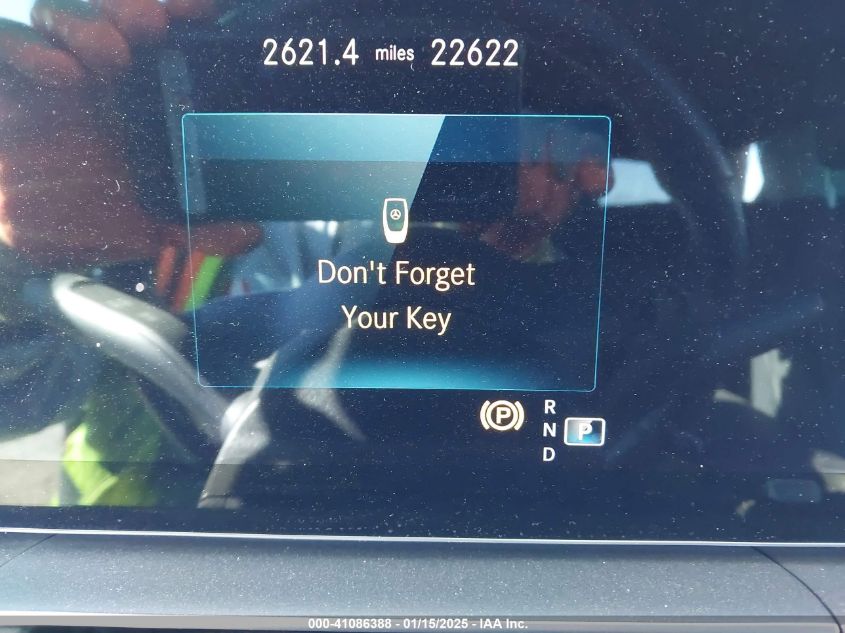 2621.4 miles 22622
Don't Forget
Your Key
P R
N P
D
000-41086388 - 01/15/2025 - IAA Inc.